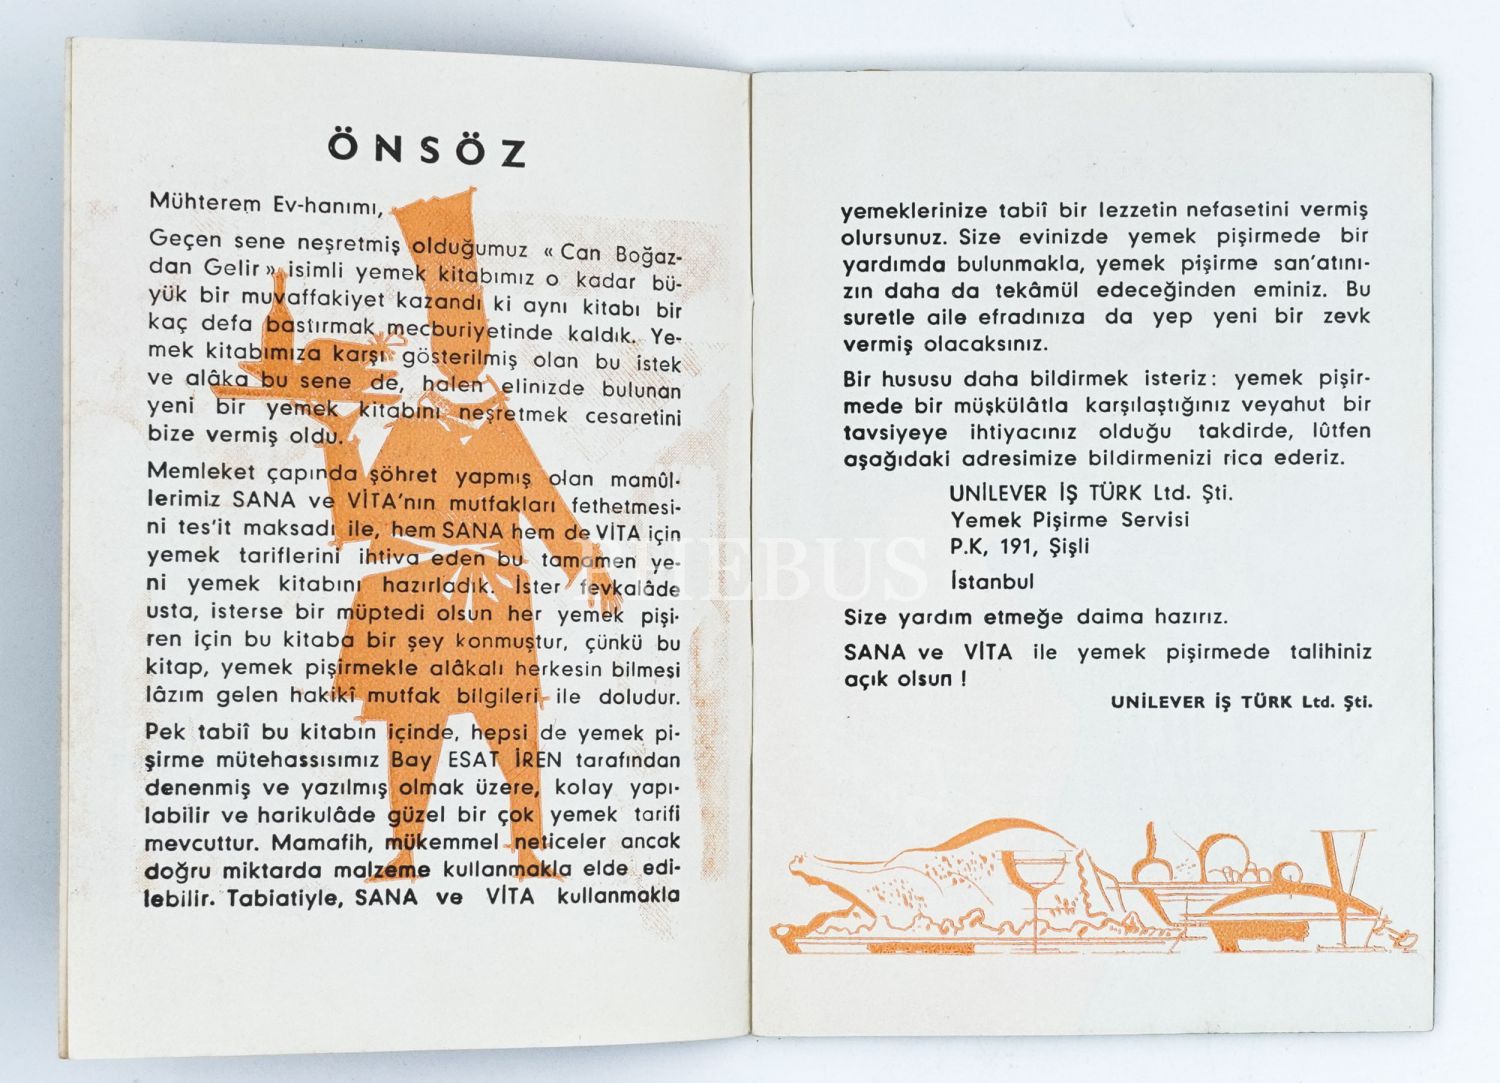 ÖNSÖZ
Mühterem Ev-hanımı,
Geçen sene neşretmiş olduğumuz «Can Boğaz-
dan Gelir» isimli yemek kitabımız o kadar bü-
yük bir muvaffakiyet kazandı ki aynı kitabı bir
kaç defa bastırmak mecburiyetinde kaldık. Ye-
mek kitabımıza karşı gösterilmiş olan bu istek
ve alâka bu sene de, halen elinizde bulunan
yeni bir yemek kitabını neşretmek cesaretini
bize vermiş oldu.
Memleket çapında şöhret yapmış olan mamûl-
lerimiz SANA ve VİTA'nın mutfakları fethetmesi-
ni tes'it maksadı ile, hem SANA hem de VİTA için
yemek tariflerini ihtiva eden bu tamamen ye-
ni yemek kitabını hazırladık. İster fevkalâde
usta, isterse bir müptedi olsun her yemek pişi-
ren için bu kitaba bir şey konmuştur, çünkü bu
kitap, yemek pişirmekle alâkalı herkesin bilmesi
lâzım gelen hakikî mutfak bilgileri ile doludur.
Pek tabiî bu kitabın içinde, hepsi de yemek pi-
şirme mütehassısımız Bay ESAT İREN tarafından
denenmiş ve yazılmış olmak üzere, kolay yapı-
labilir ve harikulâde güzel bir çok yemek tarifi
mevcuttur. Mamafih, mükemmel neticeler ancak
doğru miktarda malzeme kullanmakla elde edi-
lebilir. Tabiatiyle, SANA ve VİTA kullanmakla
yemeklerinize tabiî bir lezzetin nefasetini vermiş
olursunuz. Size evinizde yemek pişirmede bir
yardımda bulunmakla, yemek pişirme san'atını-
zın daha da tekâmül edeceğinden eminiz. Bu
suretle aile efradınıza da yep yeni bir zevk
vermiş olacaksınız.
Bir hususu daha bildirmek isteriz: yemek pişir-
mede bir müşkülâtla karşılaştığınız veyahut bir
tavsiyeye ihtiyacınız olduğu takdirde, lûtfen
aşağıdaki adresimize bildirmenizi rica ederiz.
UNİLEVER İŞ TÜRK Ltd. Şti.
Yemek Pişirme Servisi
P.K, 191, Şişli
İstanbul
Size yardım etmeğe daima hazırız.
SANA ve VİTA ile yemek pişirmede talihiniz
açık olsun !
UNİLEVER İŞ TÜRK Ltd. Şti.
PHEBUS